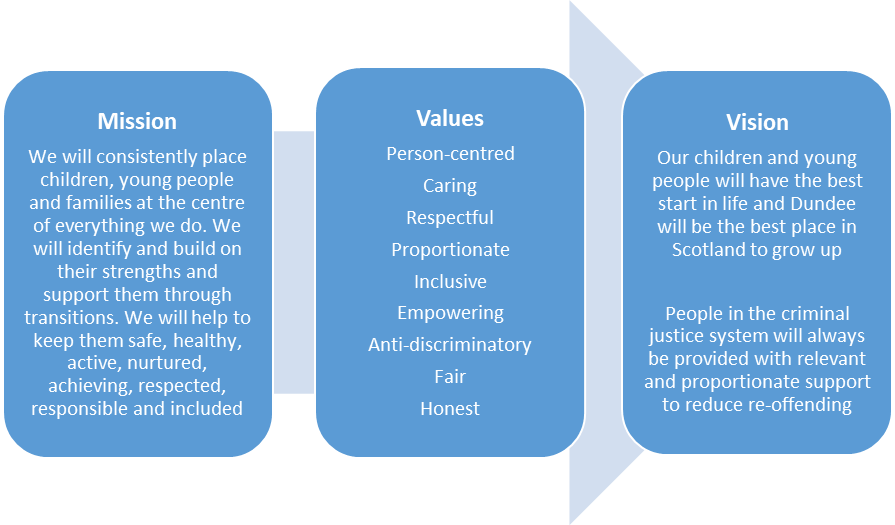 Mission
We will consistently place
children, young people
and families at the centre
of everything we do. We
will identify and build on
their strengths and
support them through
transitions. We will help to
keep them safe, healthy,
active, nurtured,
achieving, respected,
responsible and included
Values
Person-centred
Caring
Respectful
Proportionate
Inclusive
Empowering
Anti-discriminatory
Fair
Honest
Vision
Our children and young
people will have the best
start in life and Dundee
will be the best place in
Scotland to grow up
People in the criminal
justice system will always
be provided with relevant
and proportionate support
to reduce re-offending